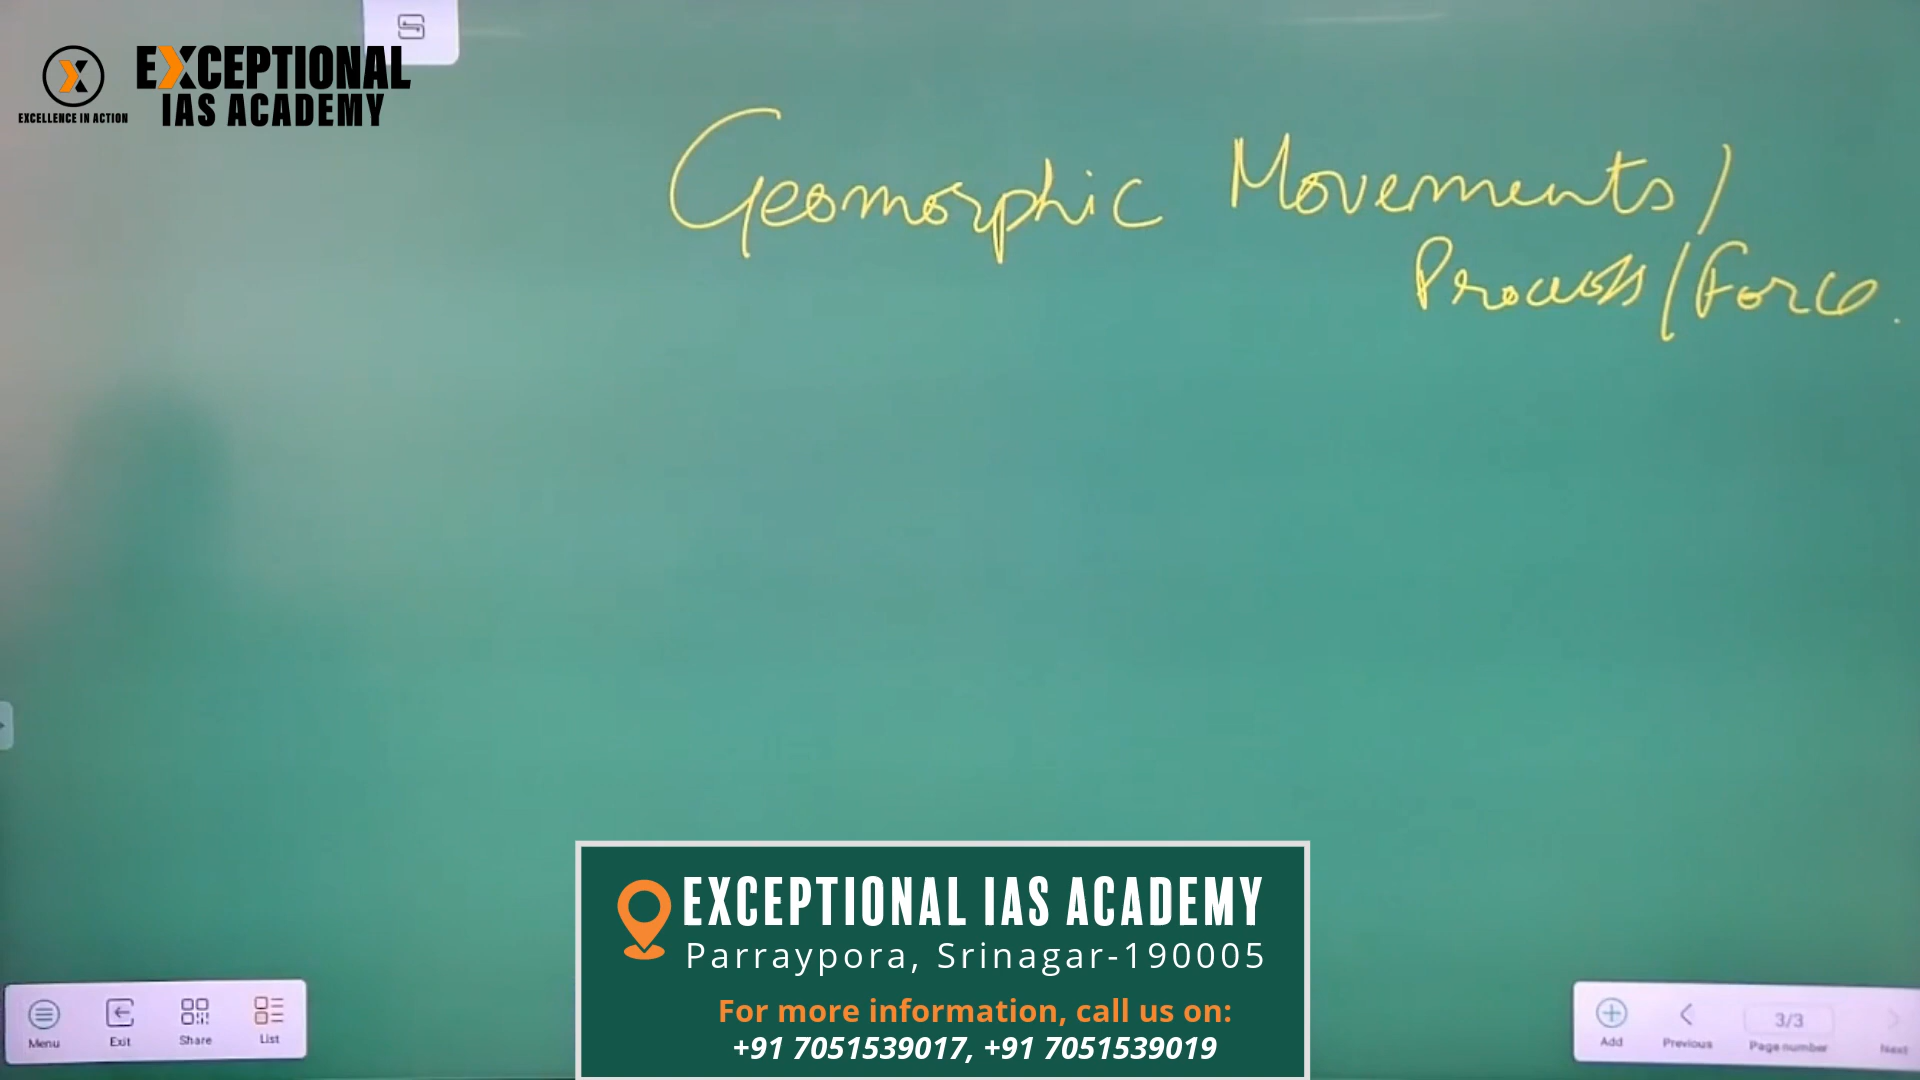 EXCEPTIONAL
IAS ACADEMY
EXCELLENCE IN ACTION
Geomorphic Movements/
Process/Force.
EXCEPTIONAL IAS ACADEMY
Parraypora, Srinagar-190005
For more information, call us on:
+91 7051539017, +91 7051539019
Menu Exit Share List
Add Previous 3/3 Page number Next